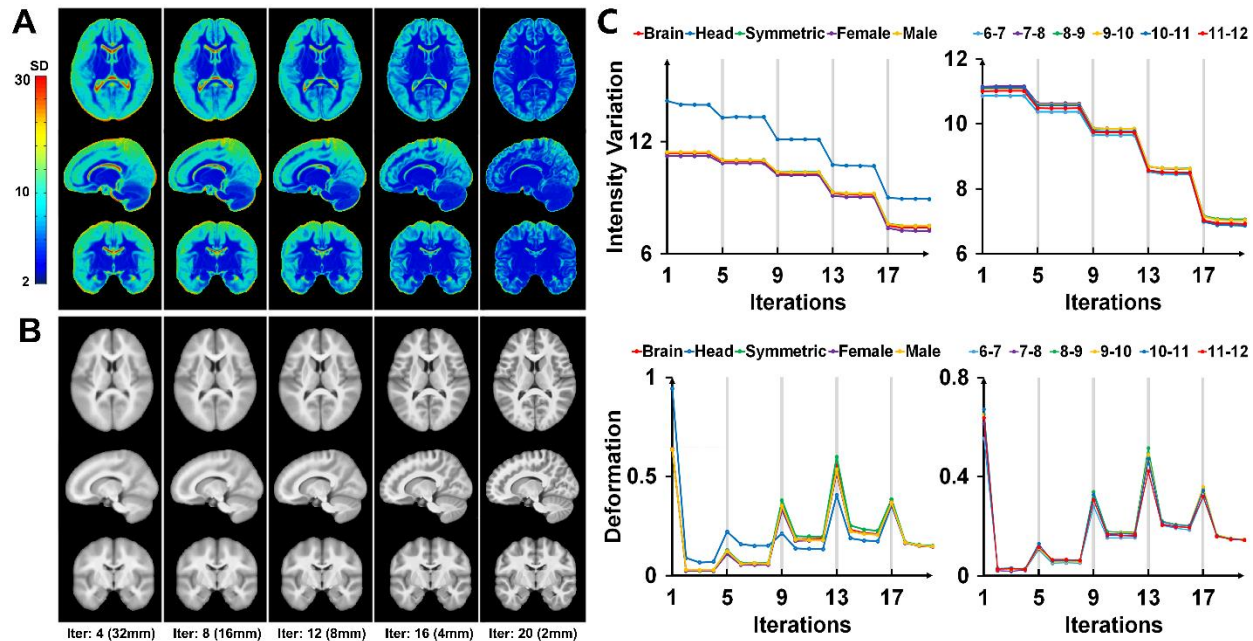 A
SD
30
10
2
B
Iter: 4 (32mm) Iter: 8 (16mm) Iter: 12 (8mm) Iter: 16 (4mm) Iter: 20 (2mm)
C
Brain Head Symmetric Female Male
Intensity Variation
12
6
1 5 9 13 17
Iterations
6-7 7-8 8-9 9-10 10-11 11-12
12
10
8
6
1 5 9 13 17
Iterations
Brain Head Symmetric Female Male
Deformation
1
0.5
0
1 5 9 13 17
Iterations
6-7 7-8 8-9 9-10 10-11 11-12
0.8
0.4
0
1 5 9 13 17
Iterations